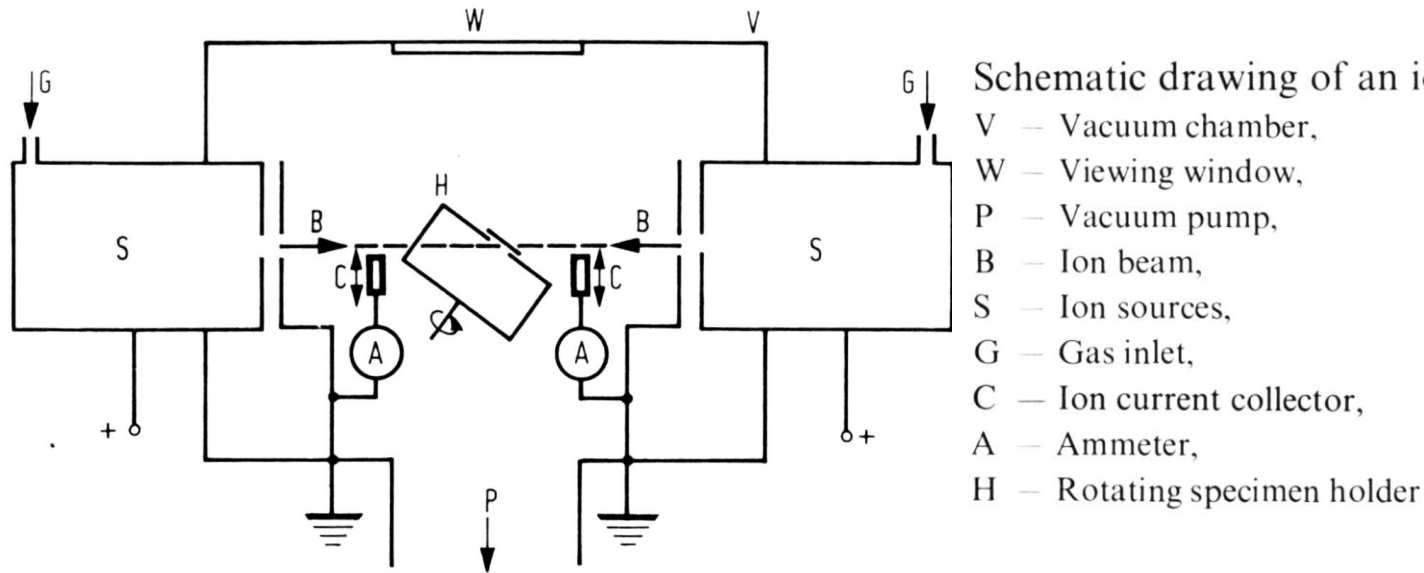 W
V
G
G
H
B
B
S
S
C
C
A
A
+
+
P
Schematic drawing of an
V — Vacuum chamber,
W — Viewing window,
P — Vacuum pump,
B — Ion beam,
S — Ion sources,
G — Gas inlet,
C — Ion current collector,
A — Ammeter,
H — Rotating specimen holder